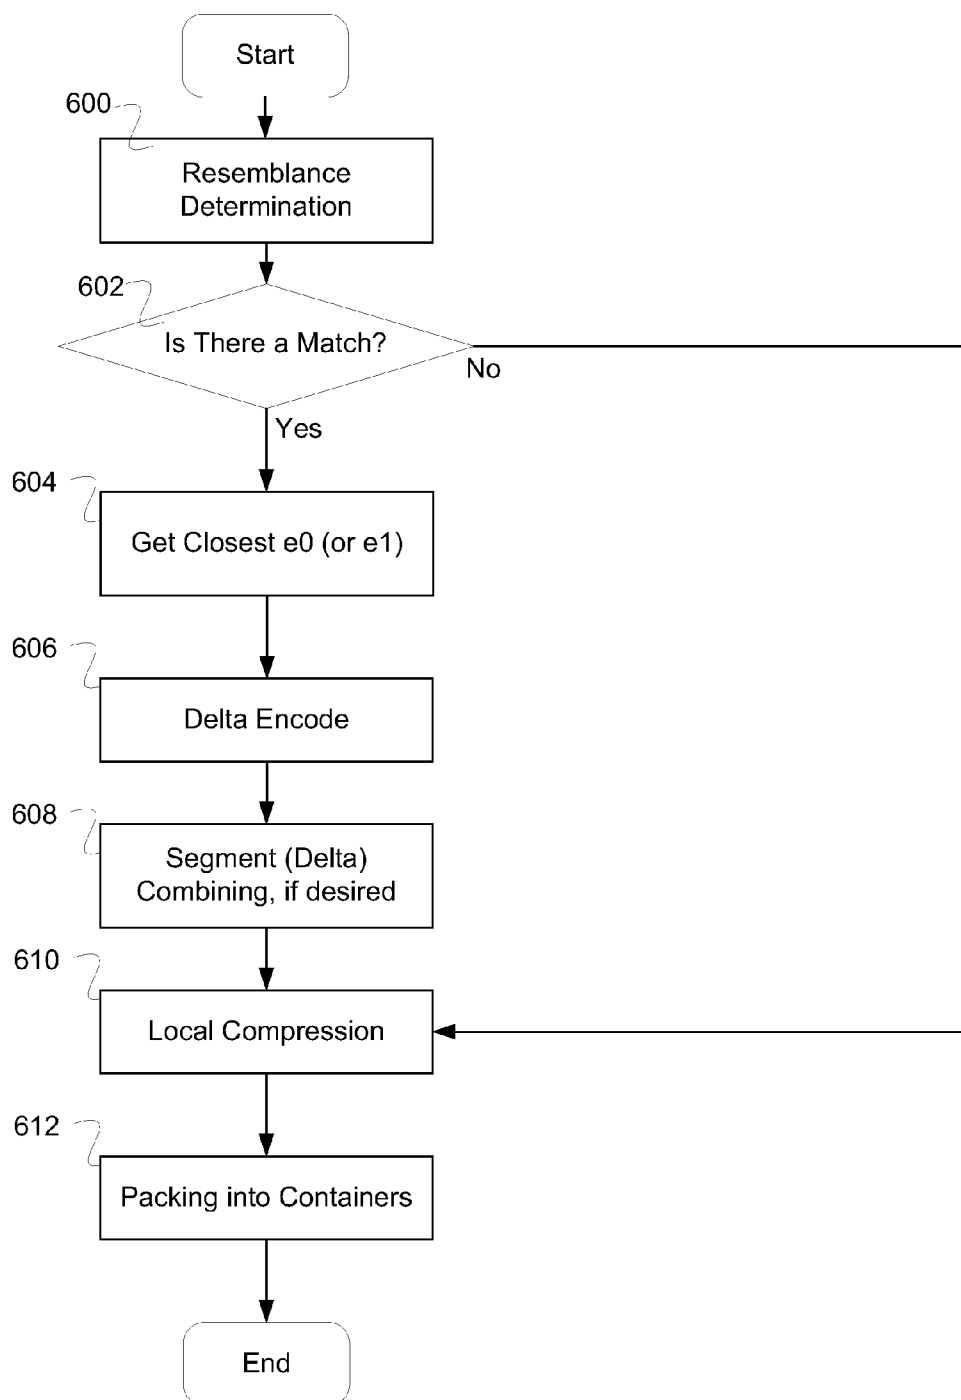 Start
600
Resemblance
Determination
602
Is There a Match?
No
Yes
604
Get Closest e0 (or e1)
606
Delta Encode
608
Segment (Delta)
Combining, if desired
610
Local Compression
612
Packing into Containers
End